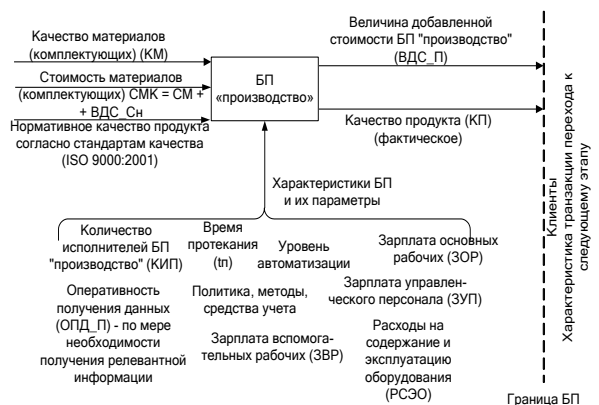 Качество материалов
(комплектующих) (КМ)
Стоимость материалов
(комплектующих) СМК = СМ +
+ ВДС_Сн
Нормативное качество продукта
согласно стандартам качества
(ISO 9000:2001)
БП
«производство»
Величина добавленной
стоимости БП "производство"
(ВДС_П)
Качество продукта (КП)
(фактическое)
Клиенты
Характеристика транзакции перехода к
следующему этапу
Характеристики БП
и их параметры
Количество
исполнителей БП
"производство" (КИП)
Время
протекания
(tп)
Уровень
автоматизации
Зарплата основных
рабочих (ЗОР)
Оперативность
получения данных
(ОПД_П) - по мере
необходимости
получения релевантной
информации
Политика, методы,
средства учета
Зарплата управлен-
ческого персонала (ЗУП)
Зарплата вспомога-
тельных рабочих (ЗВР)
Расходы на
содержание и
эксплуатацию
оборудования
(РСЭО)
Граница БП